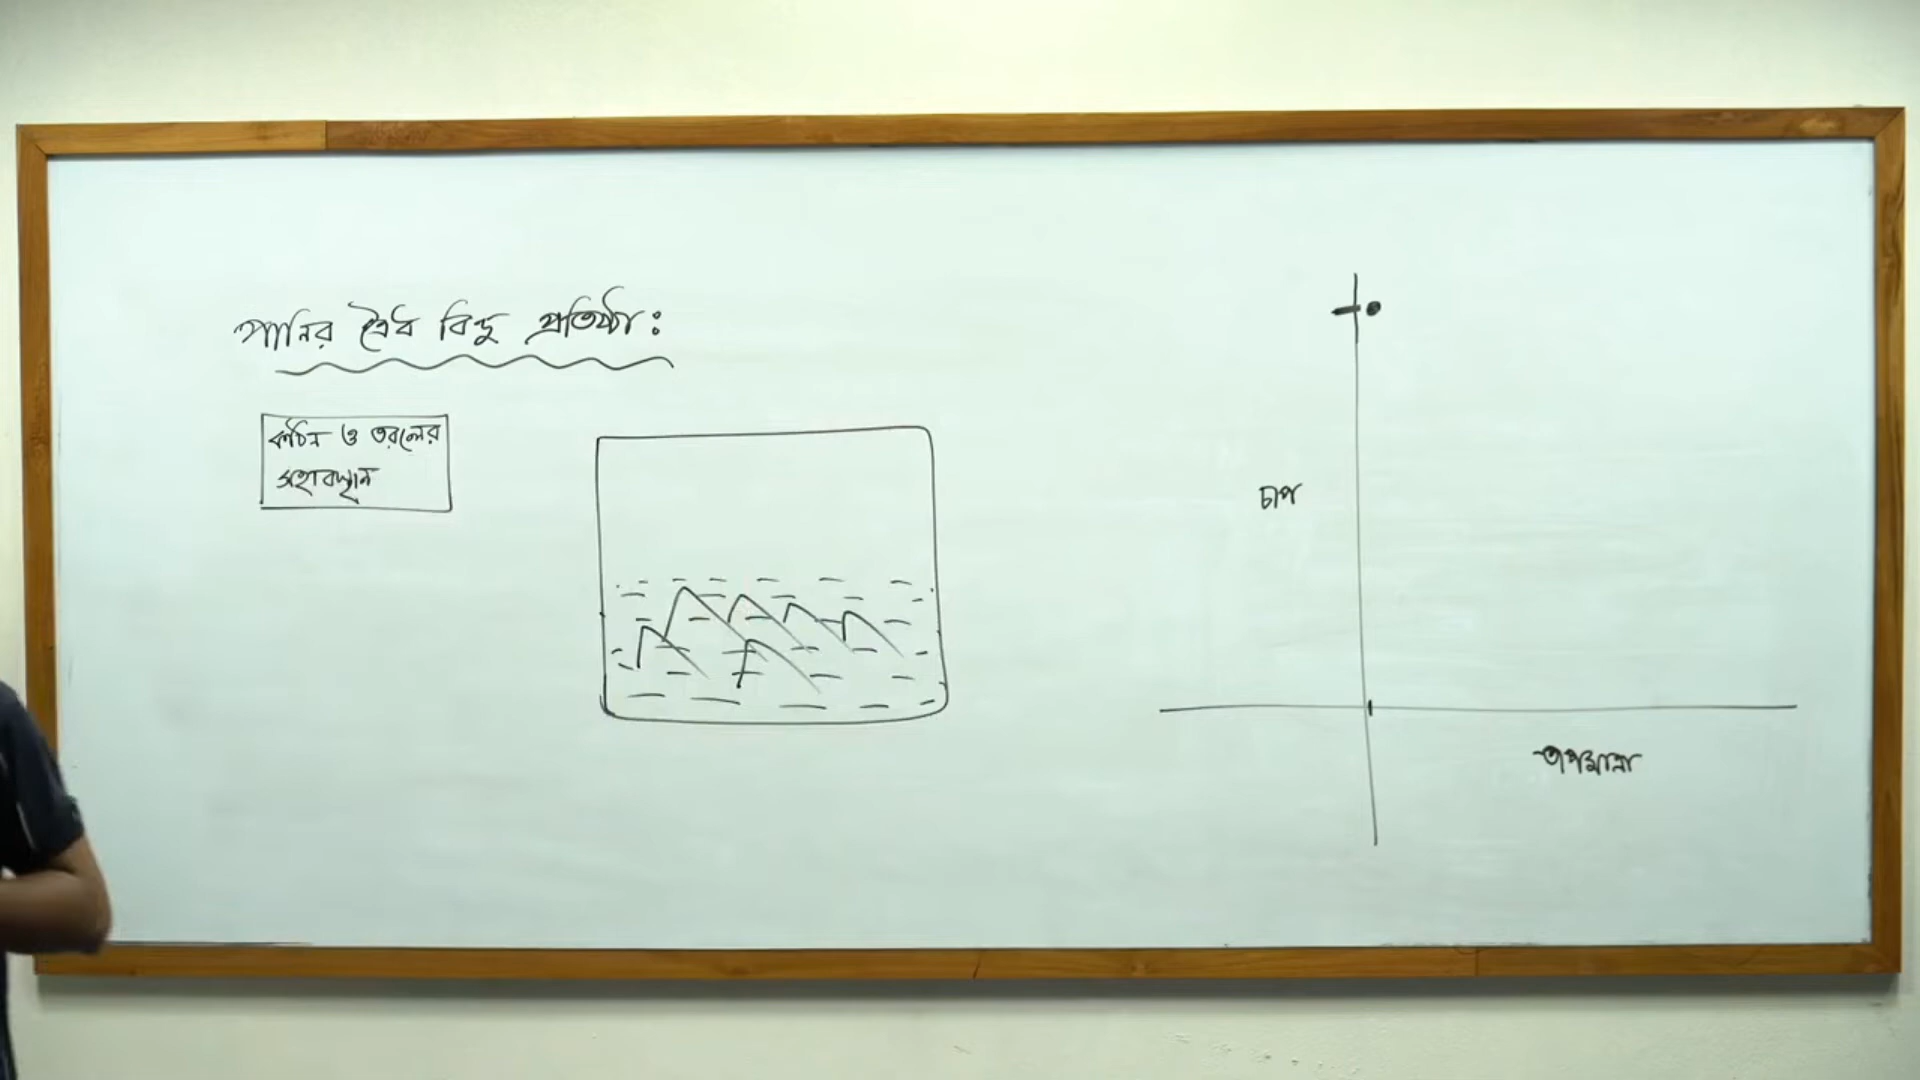 পানির ত্রৈধ বিন্দু প্রতিষ্ঠা :
কঠিন ও তরলের
সহাবস্থান
চাপ
তাপমাত্রা